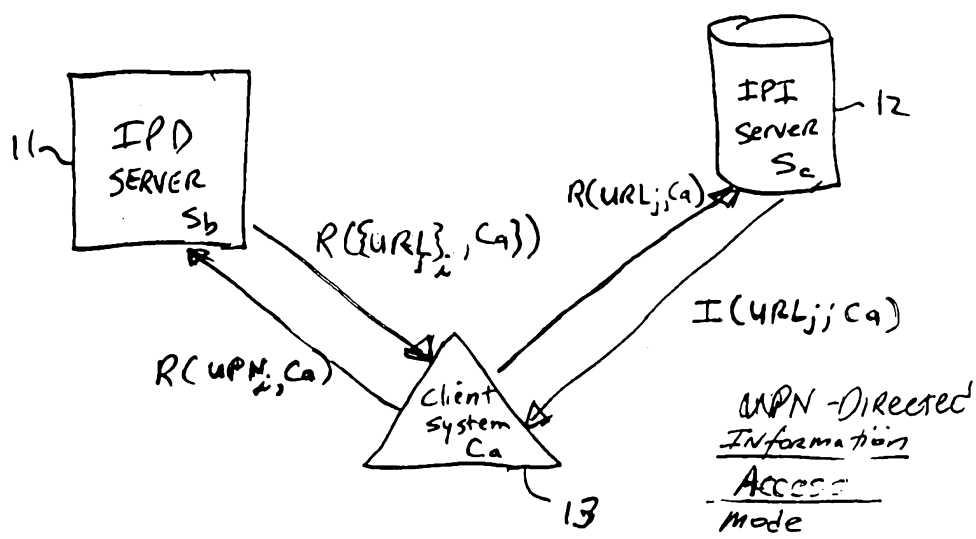 11
IPD
SERVER
Sb
IPI
Server
Sc
12
R({URLj}i, Ca})
R(URLj, Ca)
R(UPNi, Ca)
I(URLj; Ca)
Client
System
Ca
13
UPN-Directed
Information
Access
mode